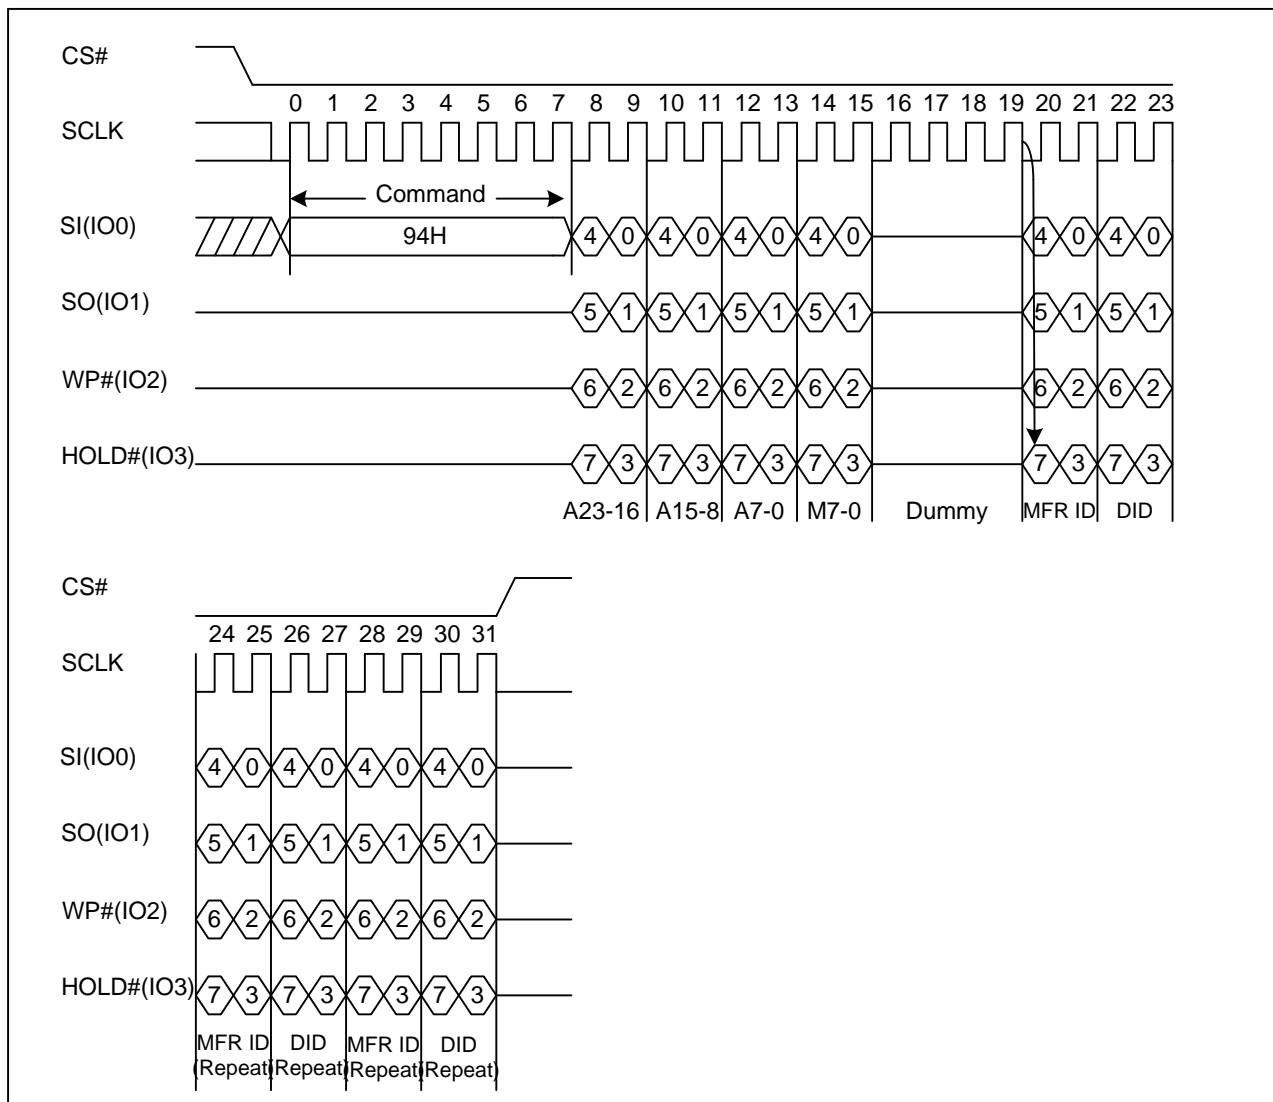 CS#
0 1 2 3 4 5 6 7 8 9 10 11 12 13 14 15 16 17 18 19 20 21 22 23
SCLK
Command
SI(IO0) 94H 4 0 4 0 4 0 4 0 4 0 4 0
SO(IO1) 5 1 5 1 5 1 5 1 5 1 5 1
WP#(IO2) 6 2 6 2 6 2 6 2 6 2 6 2
HOLD#(IO3) 7 3 7 3 7 3 7 3 7 3 7 3
A23-16 A15-8 A7-0 M7-0 Dummy MFR ID DID
CS#
24 25 26 27 28 29 30 31
SCLK
SI(IO0) 4 0 4 0 4 0 4 0
SO(IO1) 5 1 5 1 5 1 5 1
WP#(IO2) 6 2 6 2 6 2 6 2
HOLD#(IO3) 7 3 7 3 7 3 7 3
MFR ID DID MFR ID DID
(Repeat) (Repeat) (Repeat) (Repeat)